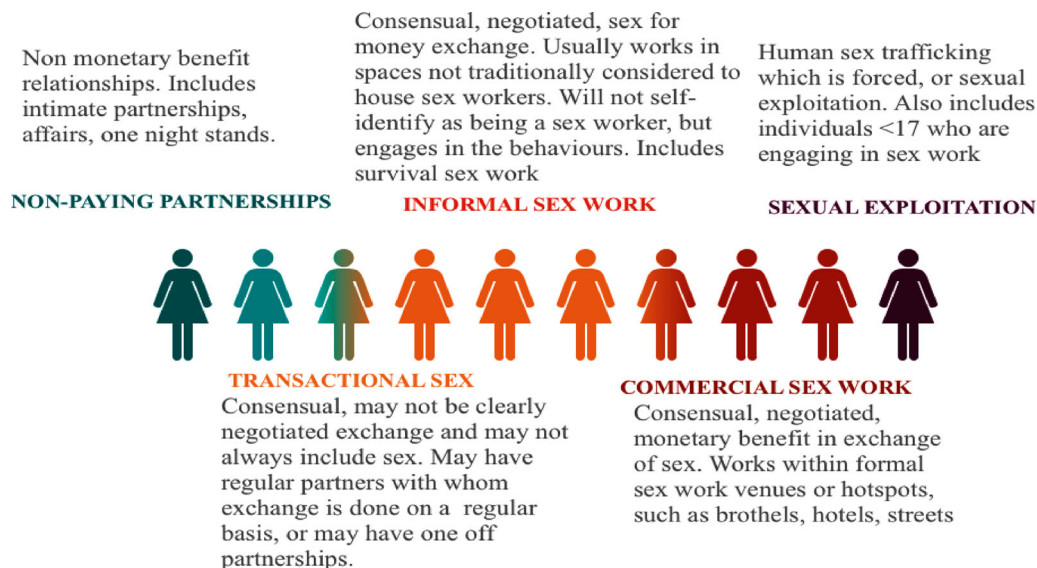 Non monetary benefit
relationships. Includes
intimate partnerships,
affairs, one night stands.
NON-PAYING PARTNERSHIPS
Consensual, negotiated, sex for
money exchange. Usually works in
spaces not traditionally considered to
house sex workers. Will not self-
identify as being a sex worker, but
engages in the behaviours. Includes
survival sex work
INFORMAL SEX WORK
Human sex trafficking
which is forced, or sexual
exploitation. Also includes
individuals <17 who are
engaging in sex work
SEXUAL EXPLOITATION
TRANSACTIONAL SEX
Consensual, may not be clearly
negotiated exchange and may not
always include sex. May have
regular partners with whom
exchange is done on a regular
basis, or may have one off
partnerships.
COMMERCIAL SEX WORK
Consensual, negotiated,
monetary benefit in exchange
of sex. Works within formal
sex work venues or hotspots,
such as brothels, hotels, streets